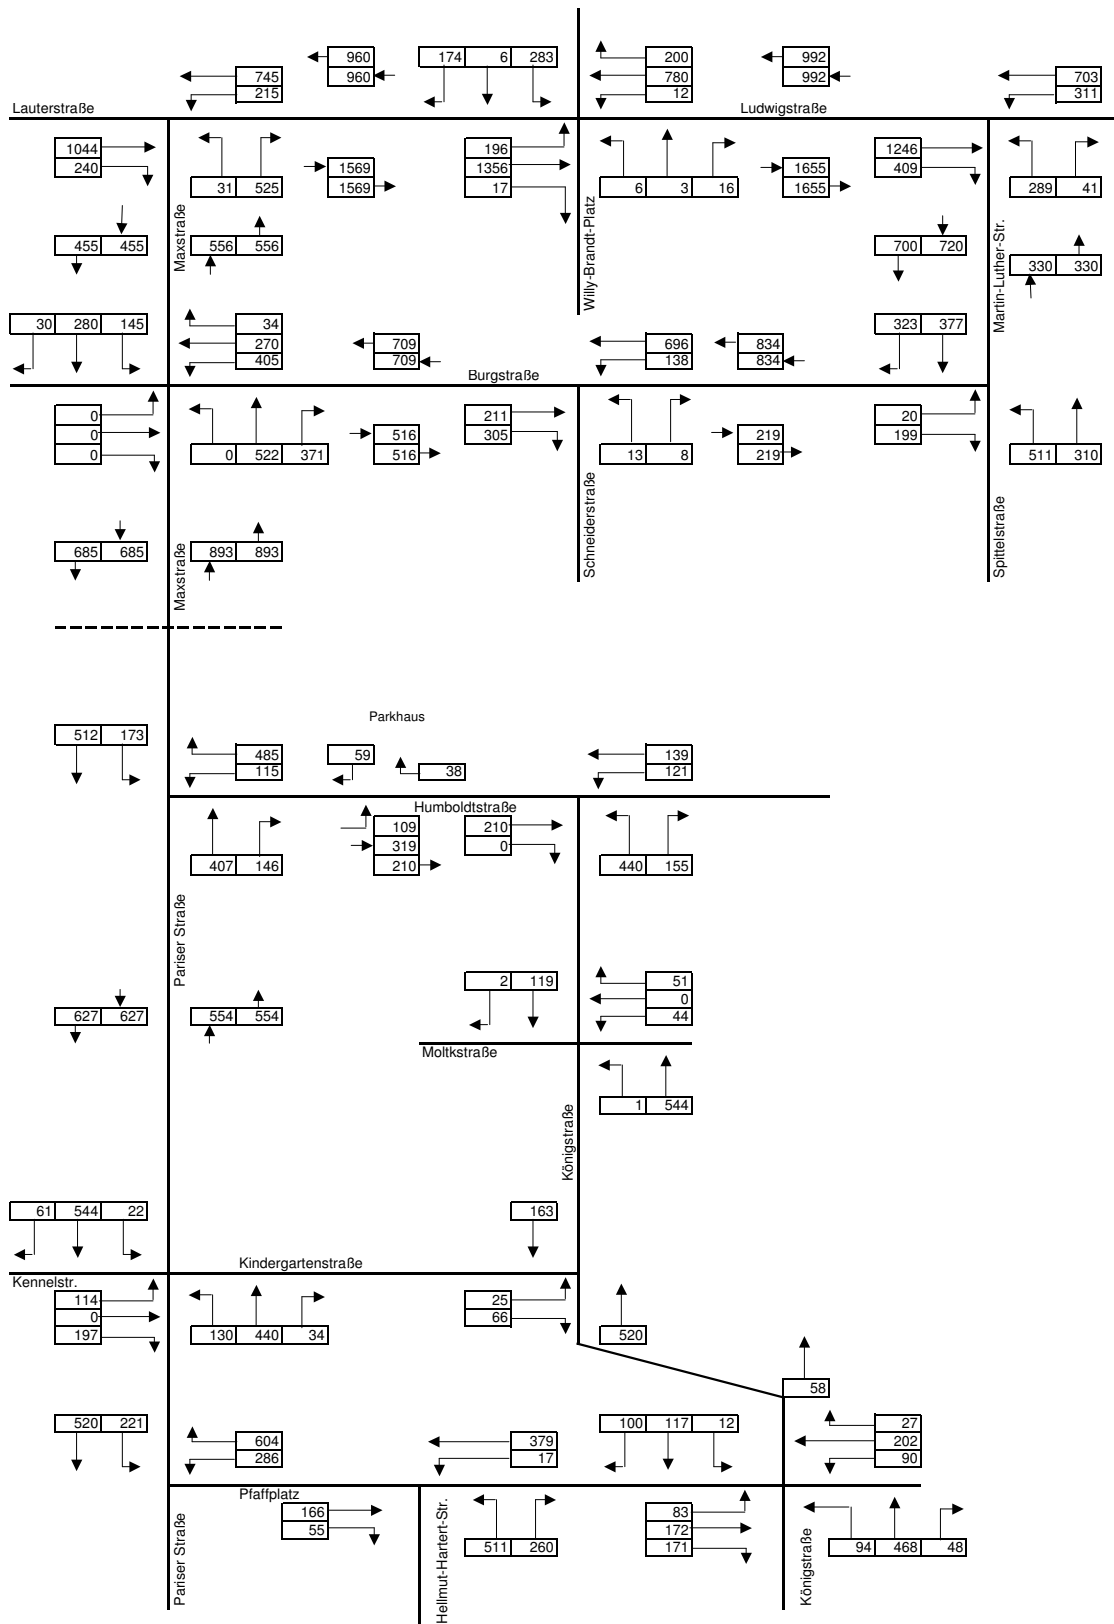 960 174 6 283 200 992
745 960 780 992 703
215 12 311
Lauterstraße Ludwigstraße
1044 196 1246
240 1569 1356 1655 409
31 525 1569 17 6 3 16 1655 289 41
Maxstraße
Willy-Brandt-Platz
Martin-Luther-Str.
455 455 556 556 700 720
330 330
30 280 145 34 323 377
270 709 696 834
405 709 138 834
Burgstraße
0 211 20
0 516 305 219 199
0 0 522 371 516 13 8 219 511 310
Maxstraße
Schneiderstraße
Spittelstraße
685 685 893 893
Parkhaus
512 173
485 59 139
115 38 121
Humboldtstraße
109 210
319 0
407 146 210 440 155
Pariser Straße
2 119 51
0
627 627 554 554 44
Moltkstraße
1 544
Königstraße
61 544 22 163
Kindergartenstraße
Kennelstr.
114 25
0 66
197 130 440 34 520
58
520 221 100 117 12 27
604 379 202
286 17 90
Pfaffplatz
166 83
55 172
511 260 171 94 468 48
Pariser Straße
Hellmut-Hartert-Str.
Königstraße